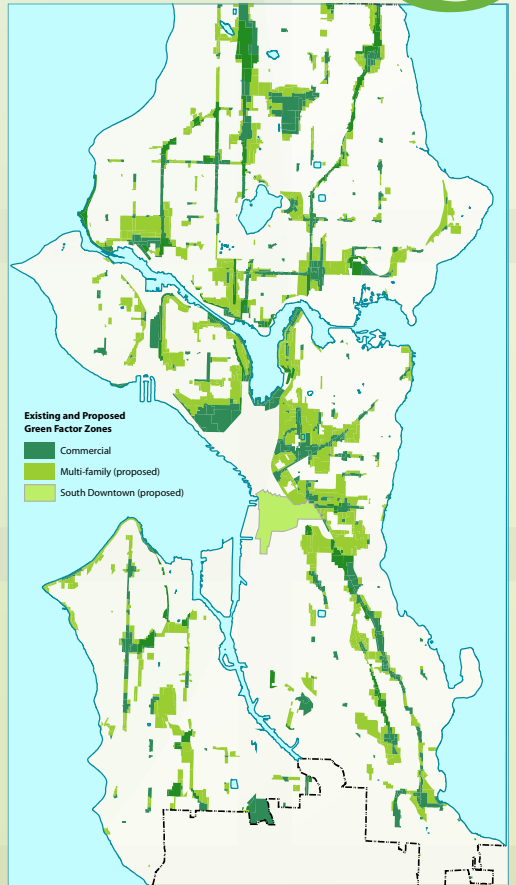 Existing and Proposed
Green Factor Zones
Commercial
Multi-family (proposed)
South Downtown (proposed)